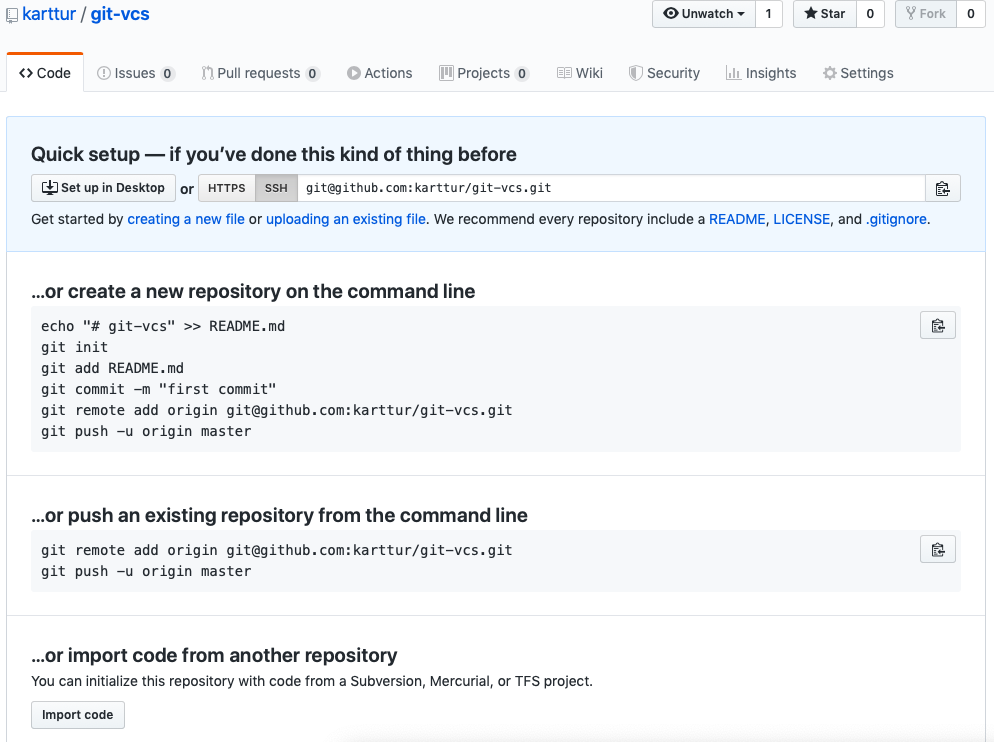 karttur / git-vcs
Unwatch 1 Star 0 Fork 0
Code Issues 0 Pull requests 0 Actions Projects 0 Wiki Security Insights Settings
Quick setup — if you’ve done this kind of thing before
Set up in Desktop or HTTPS SSH git@github.com:karttur/git-vcs.git
Get started by creating a new file or uploading an existing file. We recommend every repository include a README, LICENSE, and .gitignore.
…or create a new repository on the command line
echo "# git-vcs" >> README.md
git init
git add README.md
git commit -m "first commit"
git remote add origin git@github.com:karttur/git-vcs.git
git push -u origin master
…or push an existing repository from the command line
git remote add origin git@github.com:karttur/git-vcs.git
git push -u origin master
…or import code from another repository
You can initialize this repository with code from a Subversion, Mercurial, or TFS project.
Import code